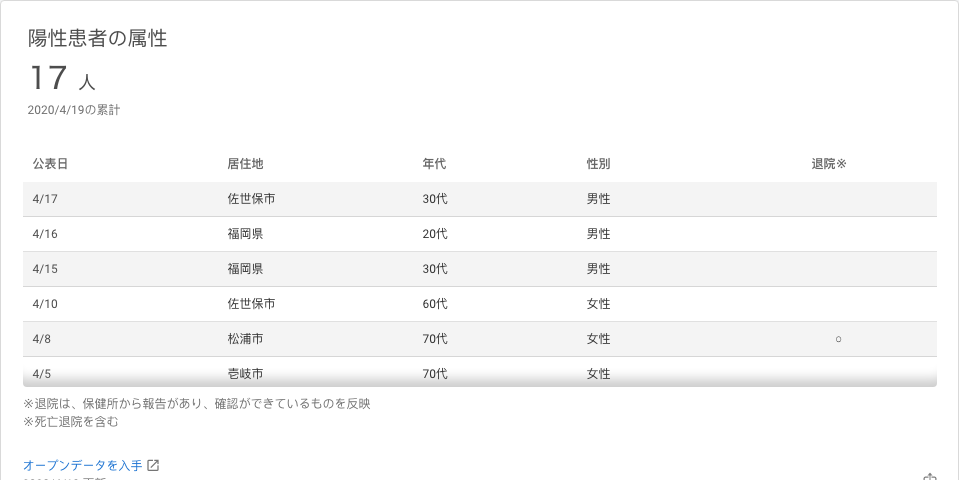 陽性患者の属性
17 人
2020/4/19の累計
公表日 居住地 年代 性別 退院※
4/17 佐世保市 30代 男性
4/16 福岡県 20代 男性
4/15 福岡県 30代 男性
4/10 佐世保市 60代 女性
4/8 松浦市 70代 女性 ○
4/5 壱岐市 70代 女性
※退院は、保健所から報告があり、確認ができているものを反映
※死亡退院を含む
オープンデータを入手